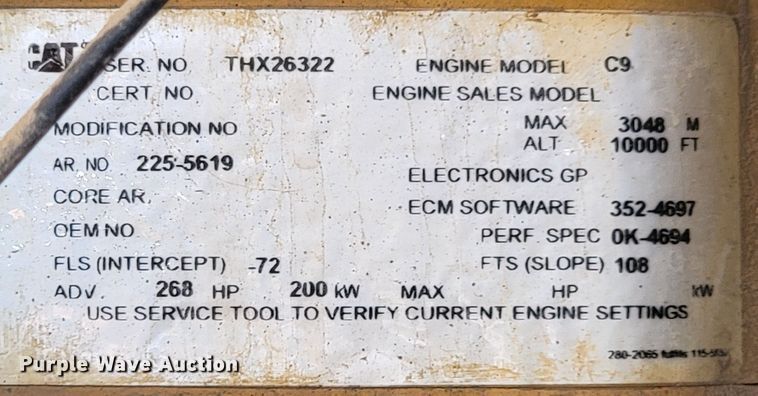 CAT SER. NO THX26322 ENGINE MODEL C9
CERT. NO ENGINE SALES MODEL
MODIFICATION NO MAX ALT 3048 M 10000 FT
AR. NO 225-5619 ELECTRONICS GP
CORE AR. ECM SOFTWARE 352-4697
OEM NO PERF. SPEC 0K-4694
FLS (INTERCEPT) -72 FTS (SLOPE) 108
ADV. 268 HP 200 kW MAX HP kW
USE SERVICE TOOL TO VERIFY CURRENT ENGINE SETTINGS
280-2065
Purple Wave Auction